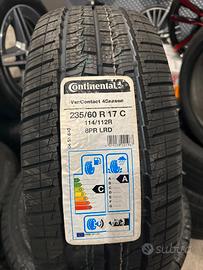 Continental
VanContact 4Season
235/60 R 17 C
114/112R
8PR LRD
C
A
subito